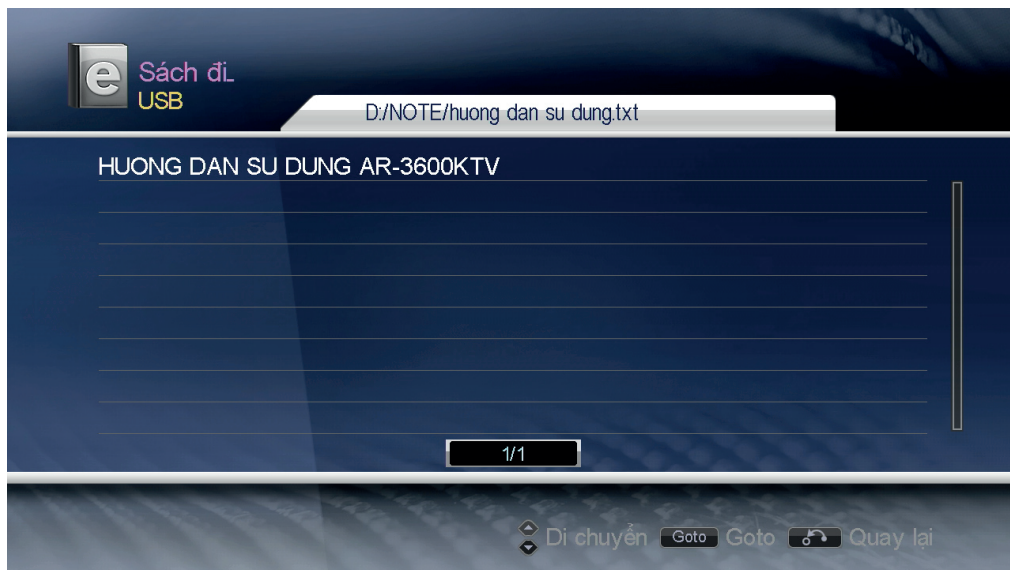 e
Sách đi_
USB
D:/NOTE/huong dan su dung.txt
HUONG DAN SU DUNG AR-3600KTV
1/1
Di chuyển Goto Goto Quay lại